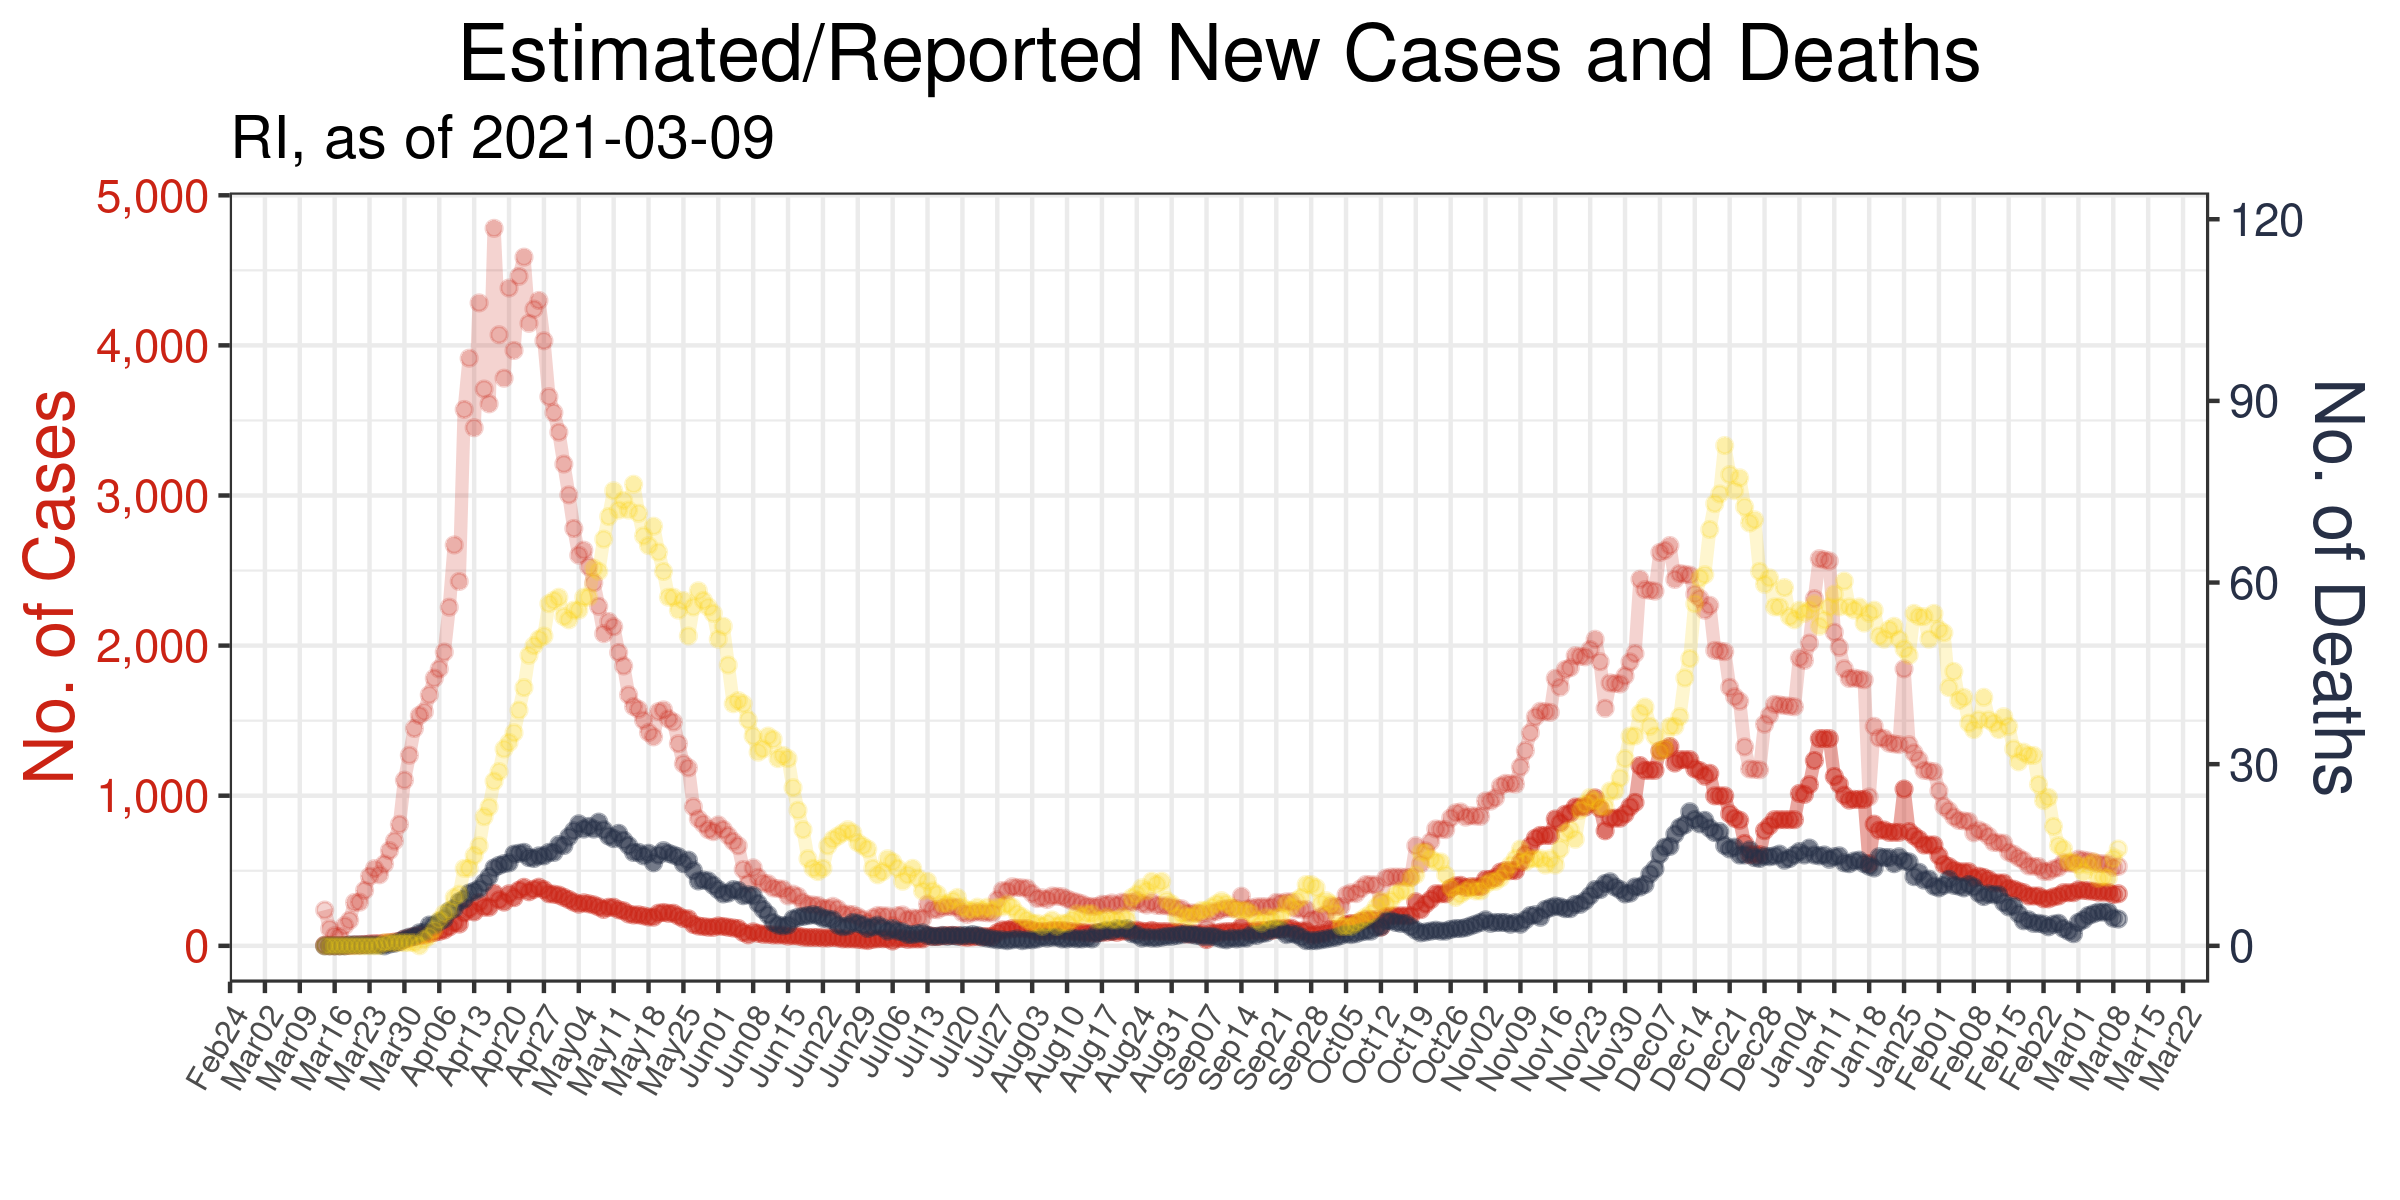 Estimated/Reported New Cases and Deaths
RI, as of 2021-03-09
No. of Cases
5,000
4,000
3,000
2,000
1,000
0
120
90
60
30
0
No. of Deaths
Feb24
Mar02
Mar09
Mar16
Mar23
Mar30
Apr06
Apr13
Apr20
Apr27
May04
May11
May18
May25
Jun01
Jun08
Jun15
Jun22
Jun29
Jul06
Jul13
Jul20
Jul27
Aug03
Aug10
Aug17
Aug24
Aug31
Sep07
Sep14
Sep21
Sep28
Oct05
Oct12
Oct19
Oct26
Nov02
Nov09
Nov16
Nov23
Nov30
Dec07
Dec14
Dec21
Dec28
Jan04
Jan11
Jan18
Jan25
Feb01
Feb08
Feb15
Feb22
Mar01
Mar08
Mar15
Mar22